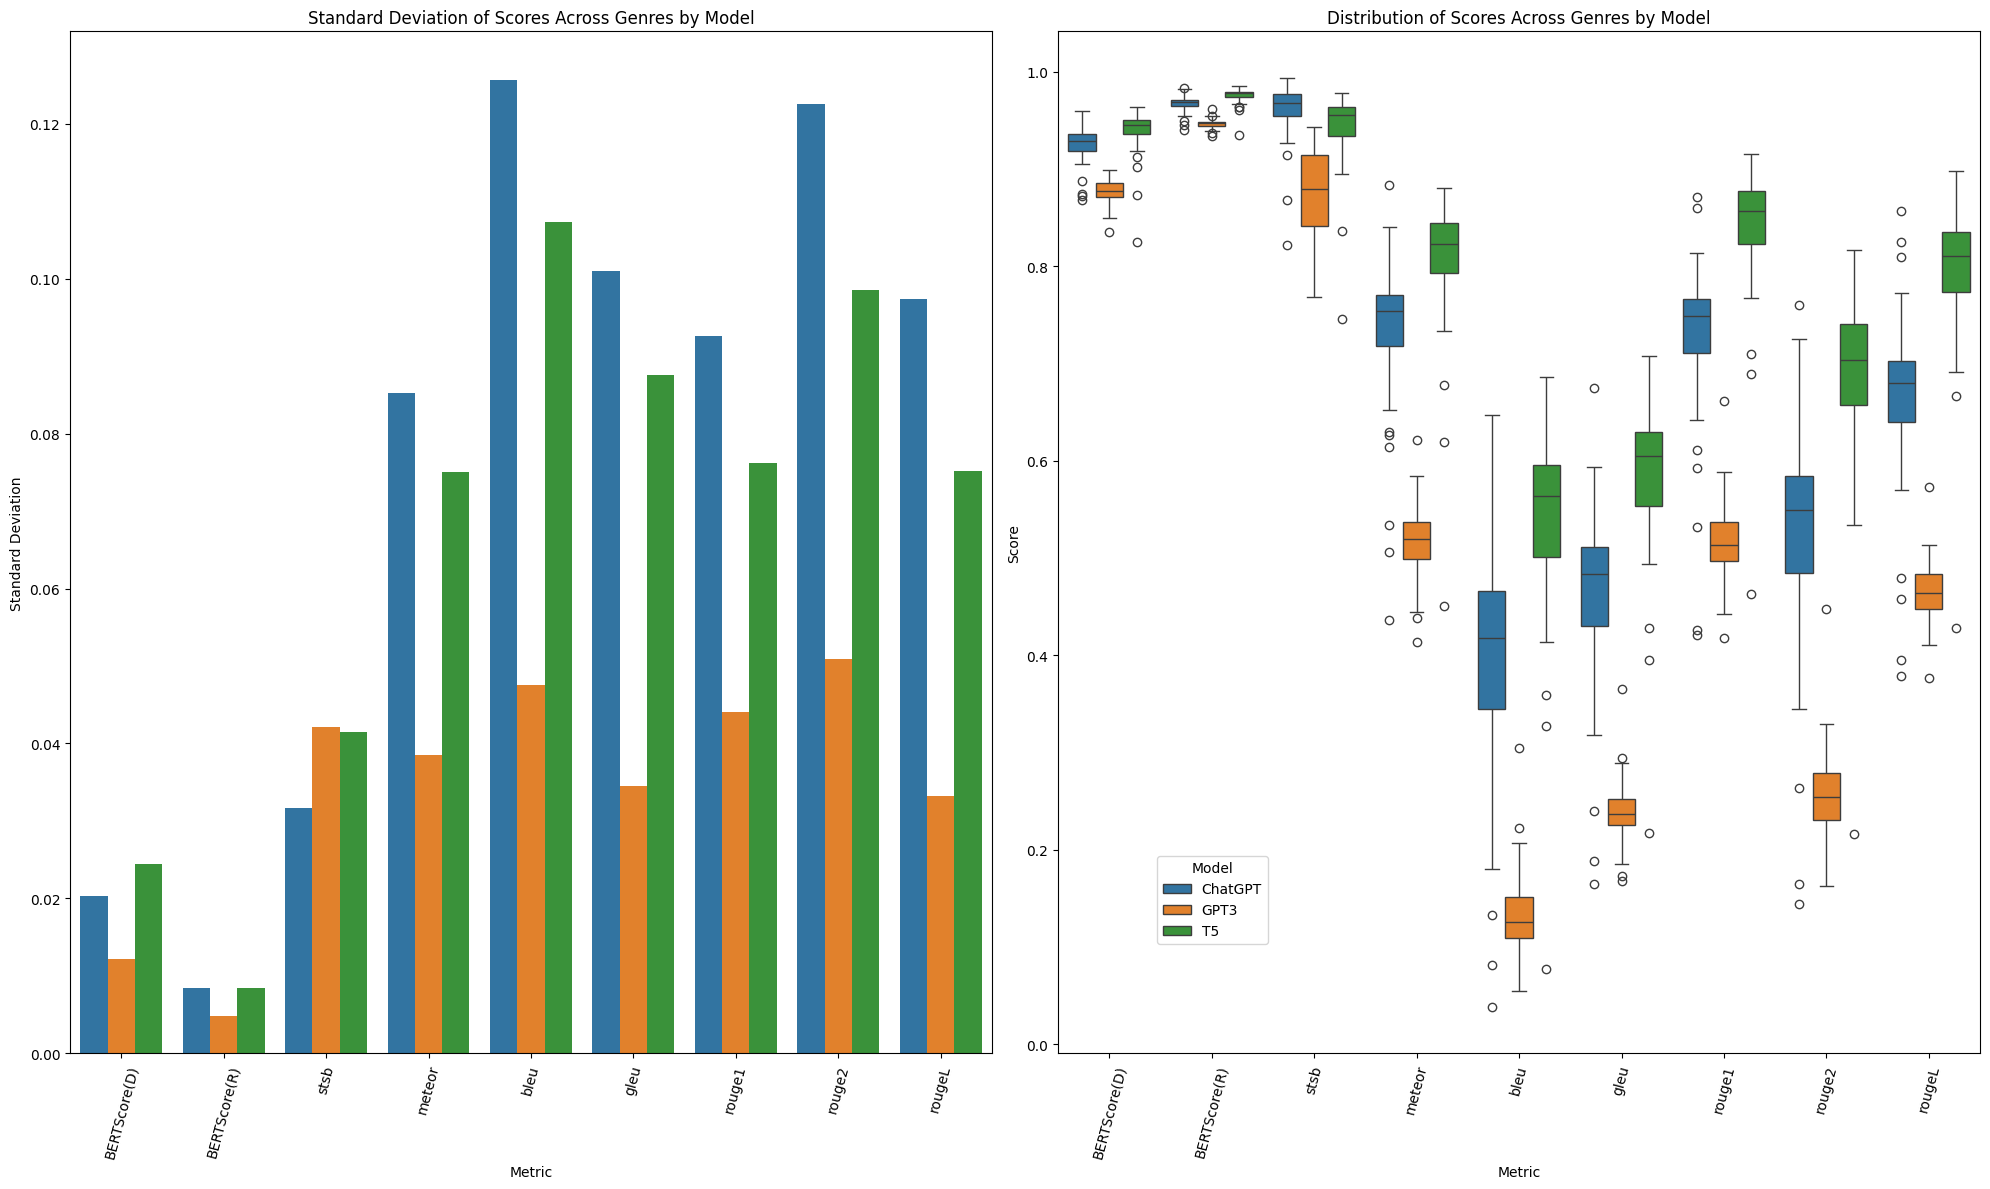 Standard Deviation of Scores Across Genres by Model
Standard Deviation
0.12
0.10
0.08
0.06
0.04
0.02
0.00
BERTScore(D)
BERTScore(R)
stsb
meteor
bleu
gleu
rouge1
rouge2
rougeL
Metric
Distribution of Scores Across Genres by Model
Score
1.0
0.8
0.6
0.4
0.2
0.0
Model
ChatGPT
GPT3
T5
BERTScore(D)
BERTScore(R)
stsb
meteor
bleu
gleu
rouge1
rouge2
rougeL
Metric